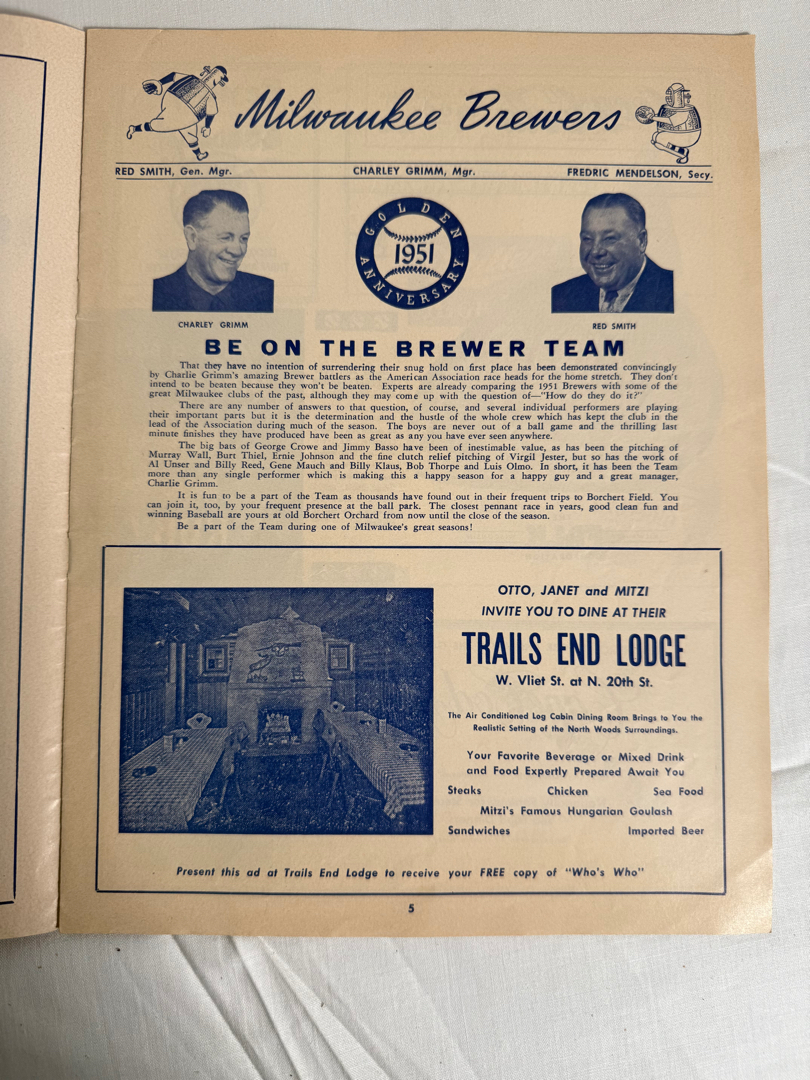 Milwaukee Brewers
RED SMITH, Gen. Mgr. CHARLEY GRIMM, Mgr. FREDRIC MENDELSON, Secy.
GOLDEN
1951
ANNIVERSARY
CHARLEY GRIMM
RED SMITH
BE ON THE BREWER TEAM
That they have no intention of surrendering their snug hold on first place has been demonstrated convincingly
by Charlie Grimm's amazing Brewer battlers as the American Association race heads for the home stretch. They don't
intend to be beaten because they won't be beaten. Experts are already comparing the 1951 Brewers with some of the
great Milwaukee clubs of the past, although they may come up with the question of—"How do they do it?"
There are any number of answers to that question, of course, and several individual performers are playing
their important parts but it is the determination and the hustle of the whole crew which has kept the club in the
lead of the Association during much of the season. The boys are never out of a ball game and the thrilling last
minute finishes they have produced have been as great as any you have ever seen anywhere.
The big bats of George Crowe and Jimmy Basso have been of inestimable value, as has been the pitching of
Murray Wall, Burt Thiel, Ernie Johnson and the fine clutch relief pitching of Virgil Jester, but so has the work of
Al Unser and Billy Reed, Gene Mauch and Billy Klaus, Bob Thorpe and Luis Olmo. In short, it has been the Team
more than any single performer which is making this a happy season for a happy guy and a great manager,
Charlie Grimm.
It is fun to be a part of the Team as thousands have found out in their frequent trips to Borchert Field. You
can join it, too, by your frequent presence at the ball park. The closest pennant race in years, good clean fun and
winning Baseball are yours at old Borchert Orchard from now until the close of the season.
Be a part of the Team during one of Milwaukee's great seasons!
OTTO, JANET and MITZI
INVITE YOU TO DINE AT THEIR
TRAILS END LODGE
W. Vliet St. at N. 20th St.
The Air Conditioned Log Cabin Dining Room Brings to You the
Realistic Setting of the North Woods Surroundings.
Your Favorite Beverage or Mixed Drink
and Food Expertly Prepared Await You
Steaks Chicken Sea Food
Mitzi's Famous Hungarian Goulash
Sandwiches Imported Beer
Present this ad at Trails End Lodge to receive your FREE copy of "Who's Who"
5